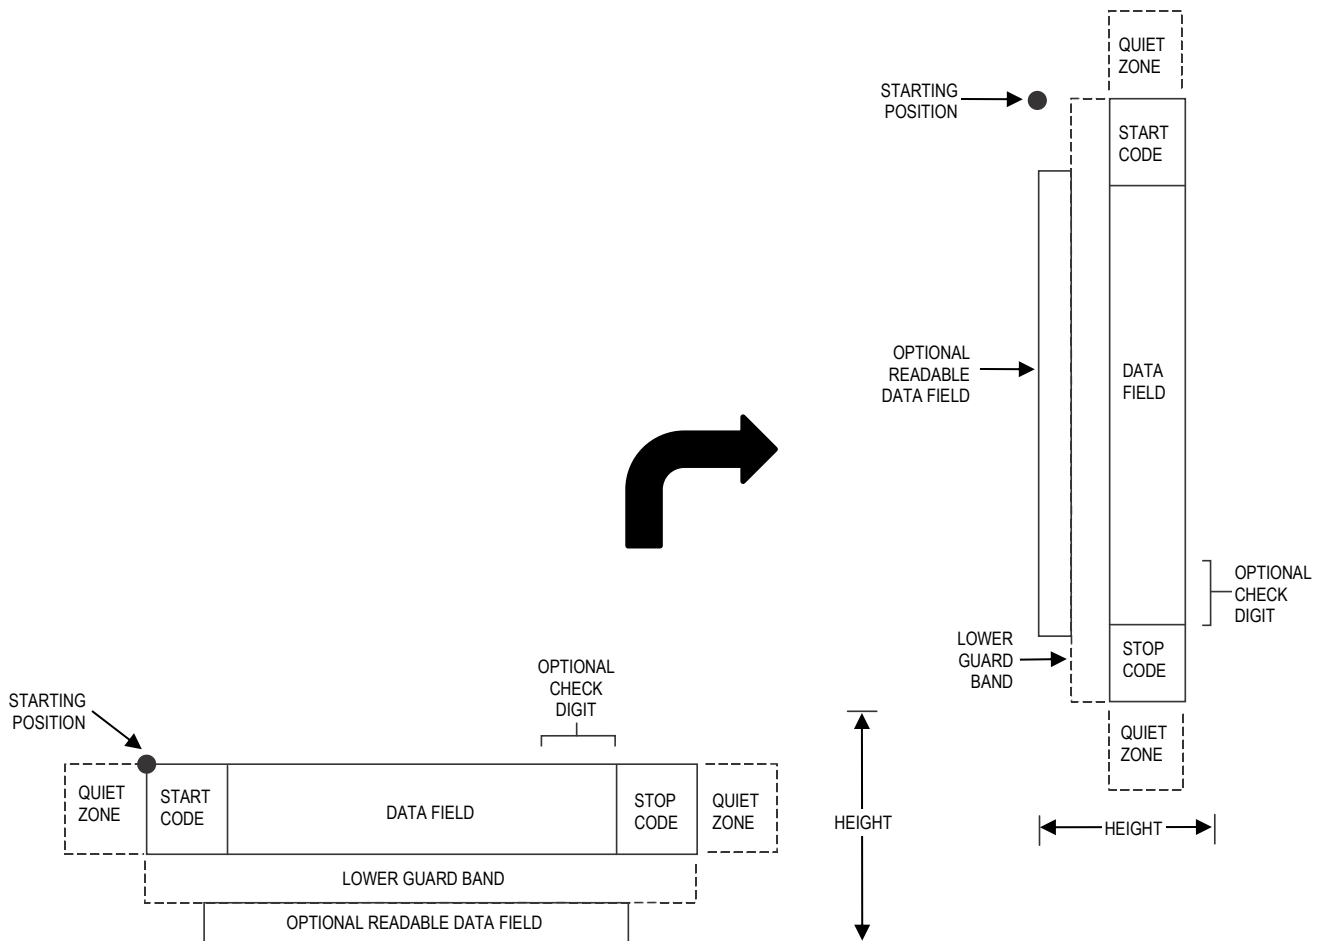 QUIET
ZONE
STARTING
POSITION
START
CODE
OPTIONAL
READABLE
DATA FIELD
DATA
FIELD
OPTIONAL
CHECK
DIGIT
LOWER
GUARD
BAND
STOP
CODE
QUIET
ZONE
HEIGHT
OPTIONAL
CHECK
DIGIT
STARTING
POSITION
QUIET
ZONE
START
CODE
DATA FIELD
STOP
CODE
QUIET
ZONE
HEIGHT
LOWER GUARD BAND
OPTIONAL READABLE DATA FIELD